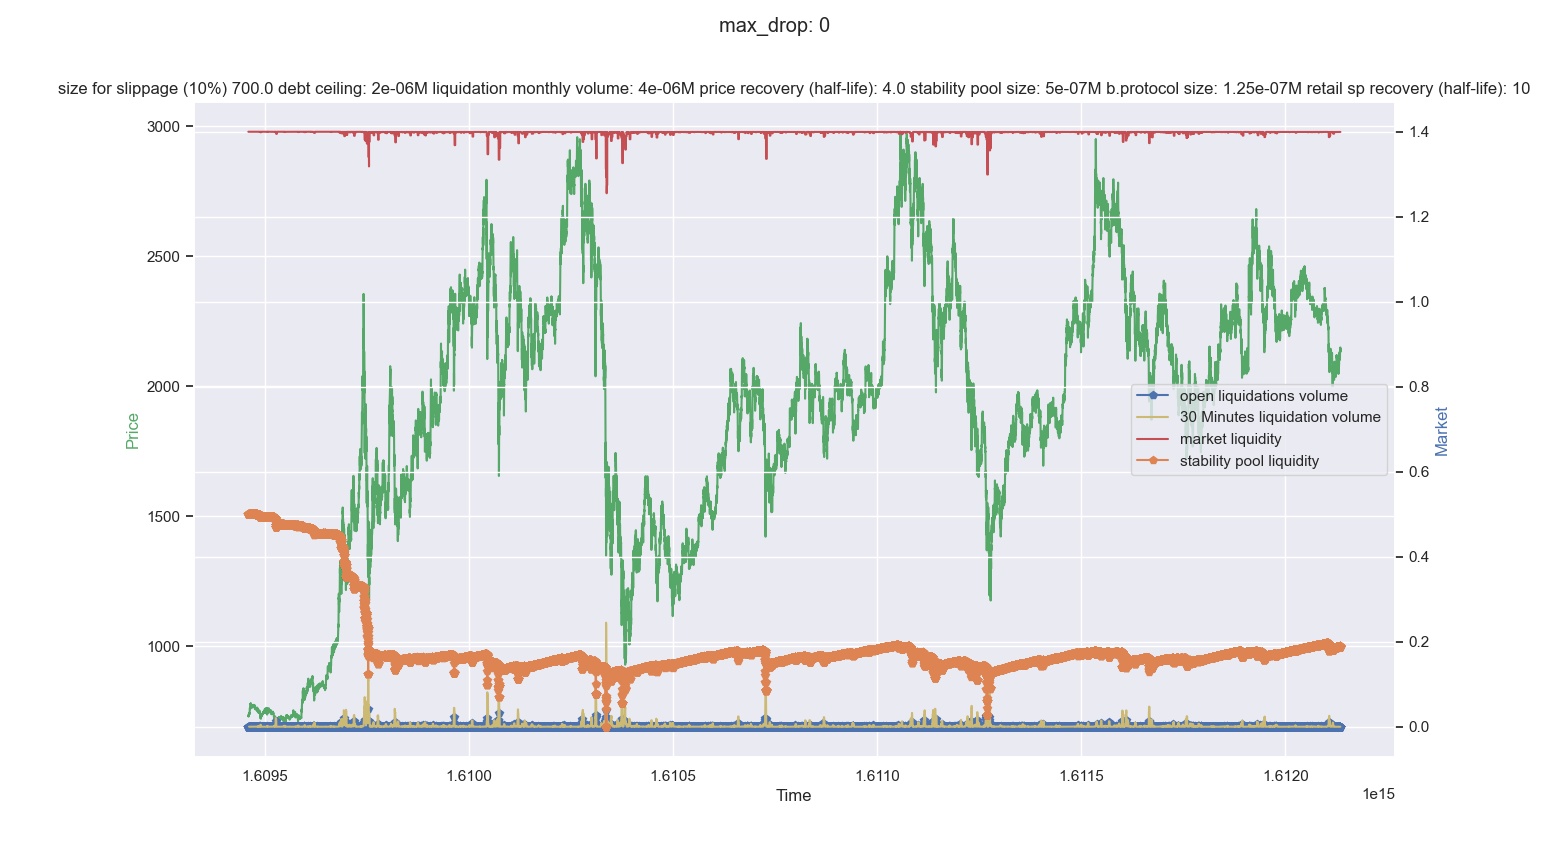 max_drop: 0
size for slippage (10%) 700.0 debt ceiling: 2e-06M liquidation monthly volume: 4e-06M price recovery (half-life): 4.0 stability pool size: 5e-07M b.protocol size: 1.25e-07M retail sp recovery (half-life): 10
3000
2500
2000
1500
1000
Price
1.4
1.2
1.0
0.8
0.6
0.4
0.2
0.0
Market
open liquidations volume
30 Minutes liquidation volume
market liquidity
stability pool liquidity
1.6095 1.6100 1.6105 1.6110 1.6115 1.6120
Time
1e15